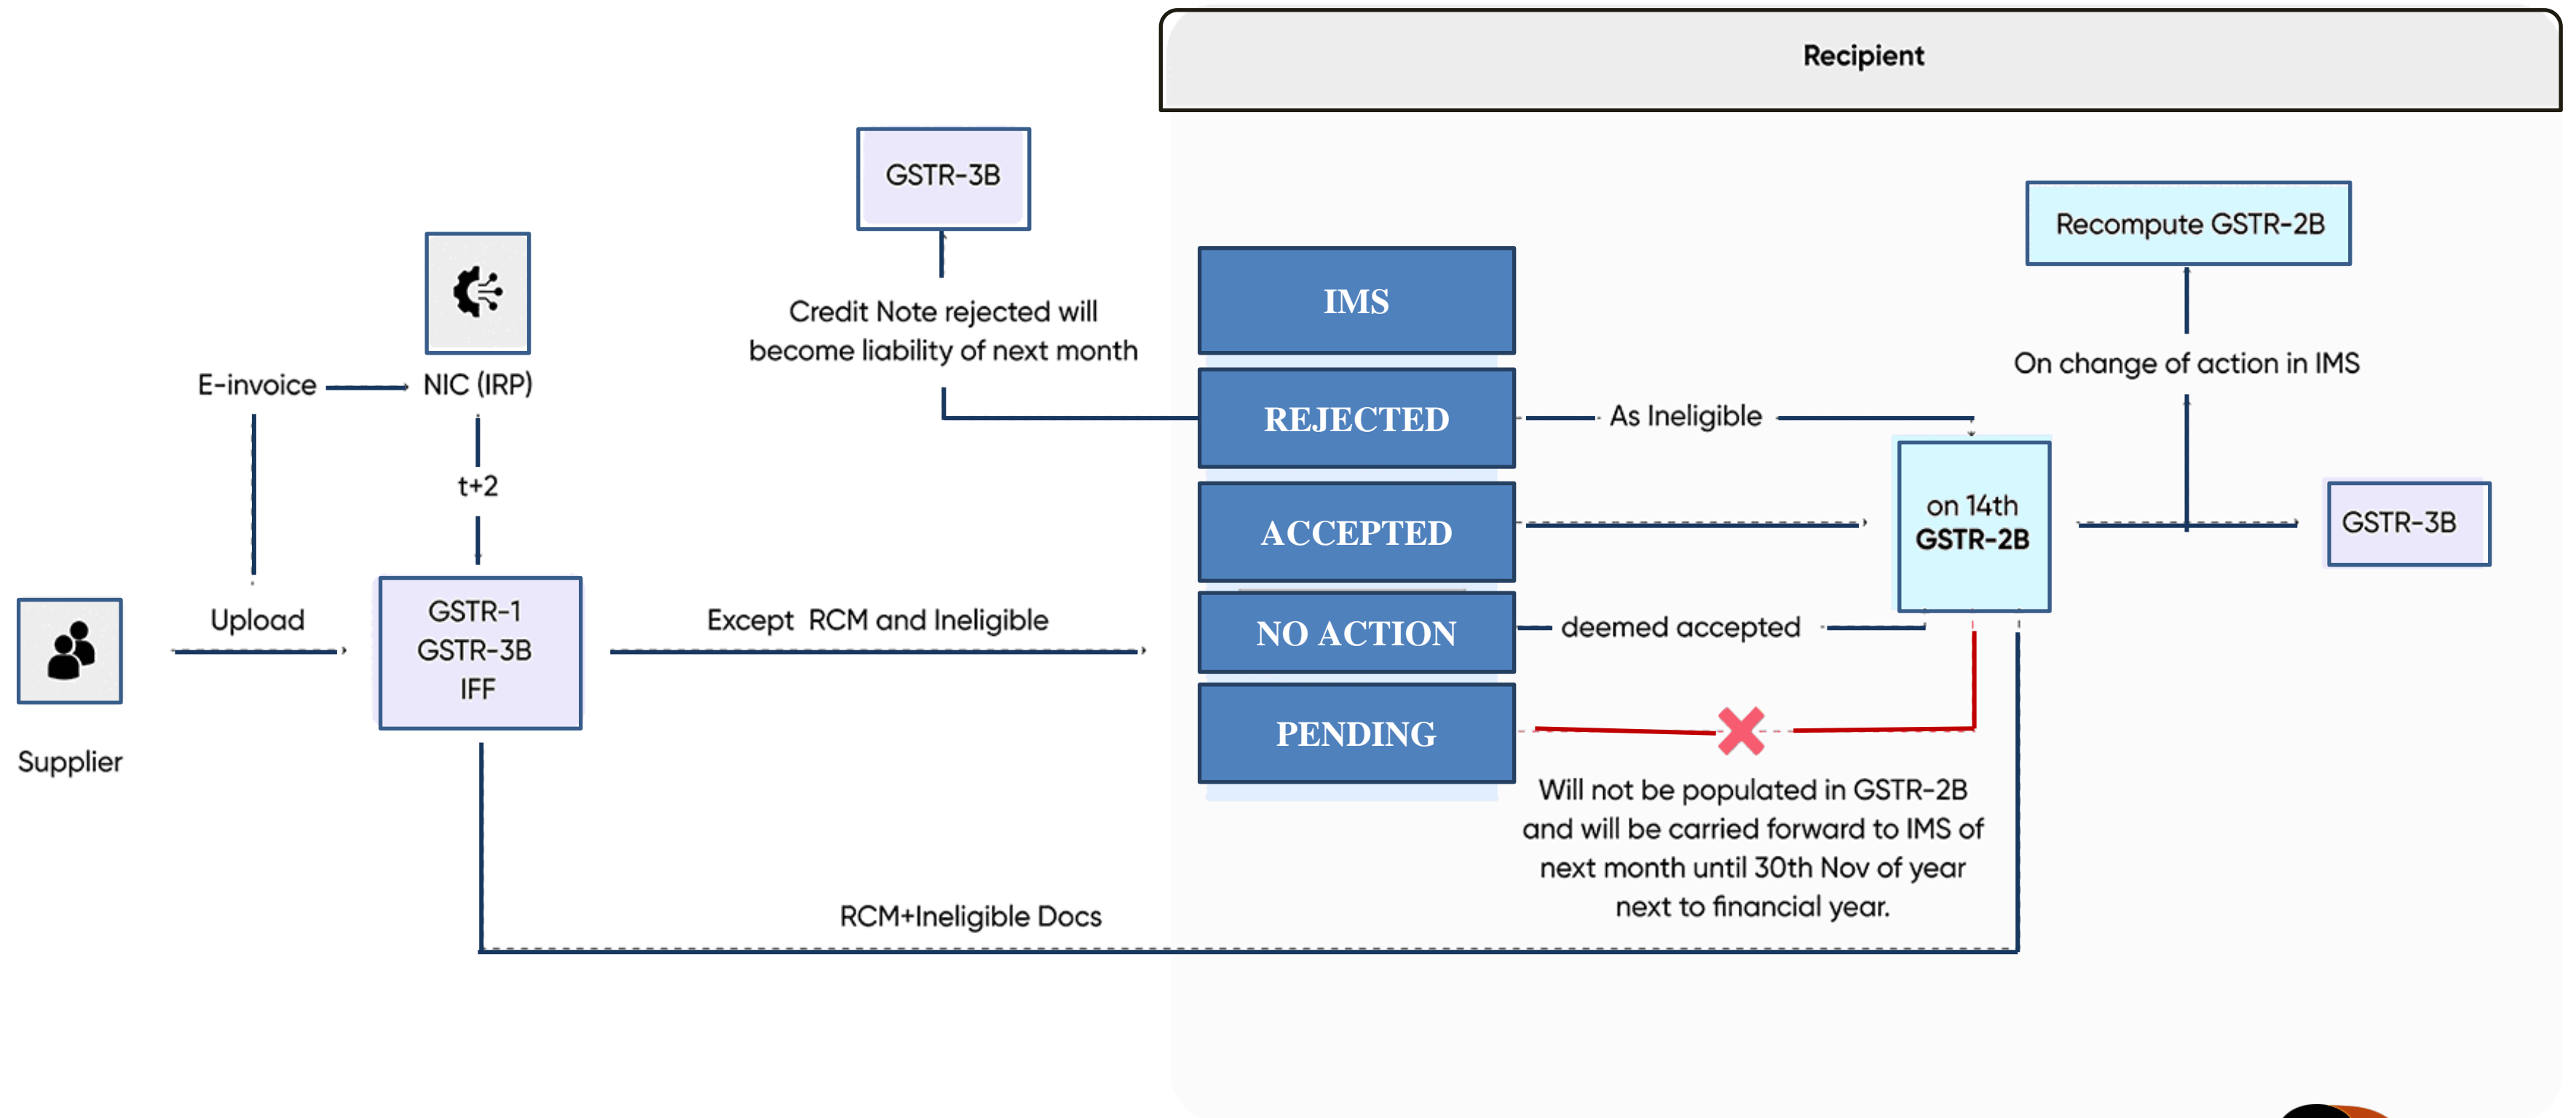 Recipient
GSTR-3B
Recompute GSTR-2B
Credit Note rejected will
become liability of next month
IMS
On change of action in IMS
E-invoice
NIC (IRP)
REJECTED
As Ineligible
t+2
ACCEPTED
on 14th
GSTR-2B
GSTR-3B
Upload
GSTR-1
GSTR-3B
IFF
Except RCM and Ineligible
NO ACTION
deemed accepted
PENDING
Supplier
Will not be populated in GSTR-2B
and will be carried forward to IMS of
next month until 30th Nov of year
next to financial year.
RCM+Ineligible Docs